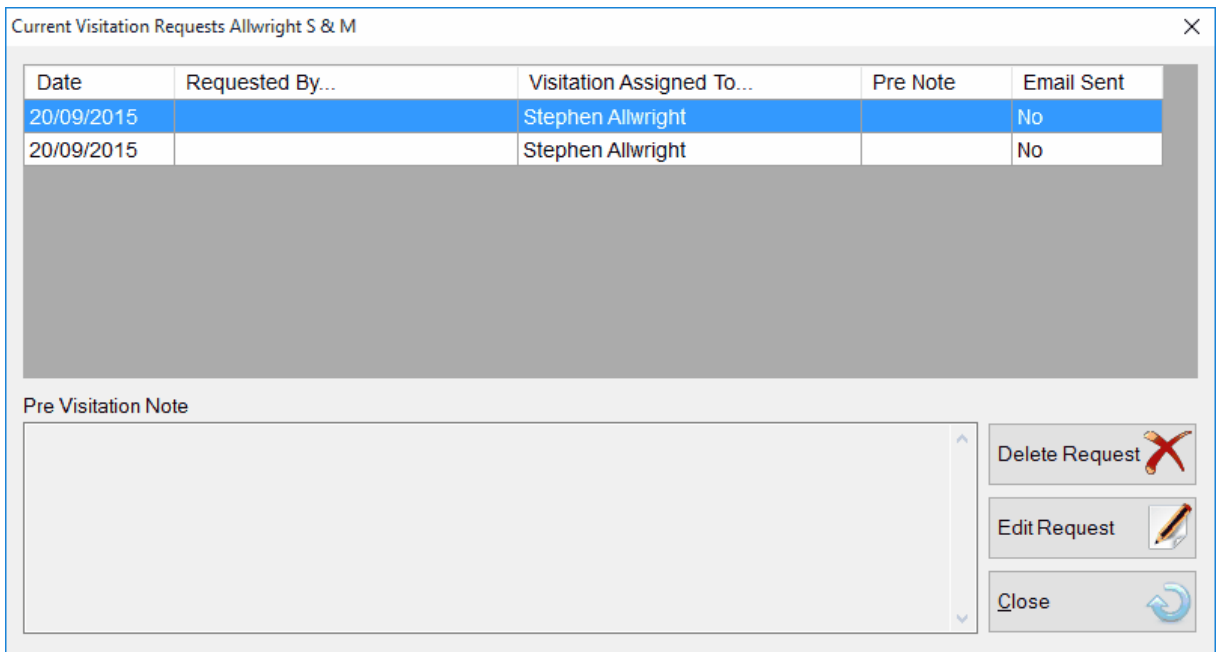 Current Visitation Requests Allwright S & M
Date Requested By... Visitation Assigned To... Pre Note Email Sent
20/09/2015 Stephen Allwright No
20/09/2015 Stephen Allwright No
Pre Visitation Note
Delete Request
Edit Request
Close